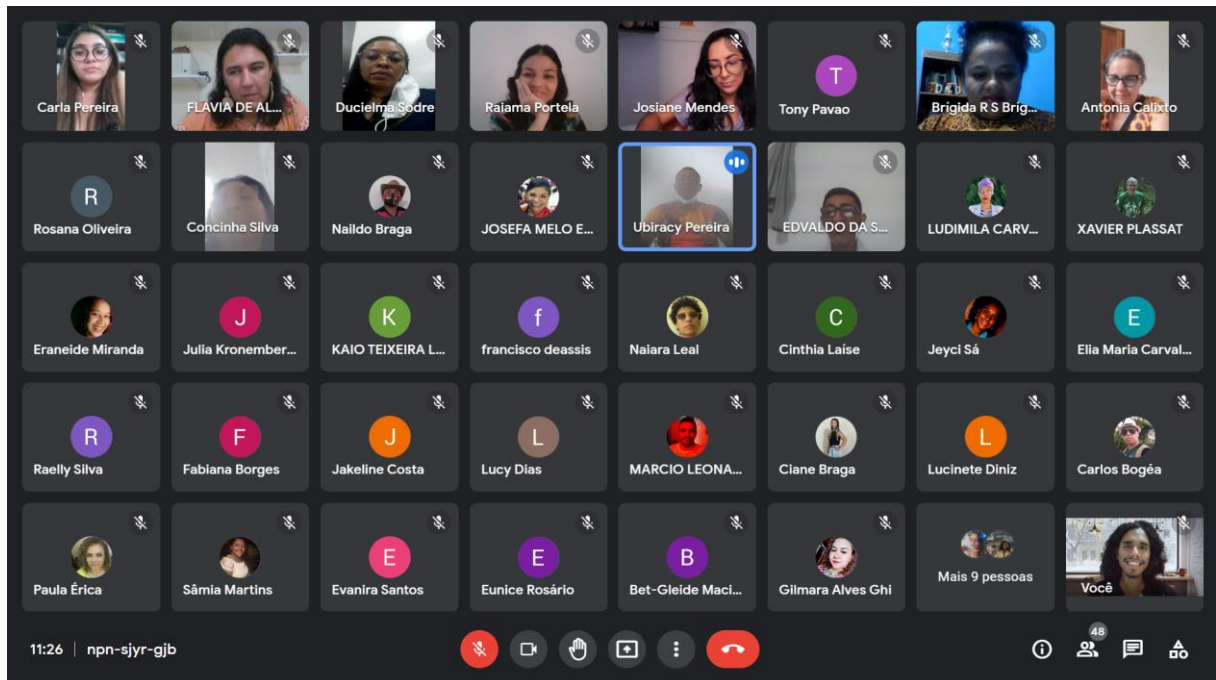 Carla Pereira
FLAVIA DE AL...
Ducielma Sodre
Raiama Portela
Josiane Mendes
T
Tony Pavao
Brígida R S Bríg...
Antonia Calixto
R
Rosana Oliveira
Concinha Silva
Naildo Braga
JOSEFA MELO E...
Ubiracy Pereira
EDVALDO DA S...
LUDIMILA CARV...
XAVIER PLASSAT
Eraneide Miranda
J
Julia Kronember...
K
KAIO TEIXEIRA L...
f
francisco deassis
Naiara Leal
C
Cinthia Laíse
Jeyci Sá
E
Elia Maria Carval...
R
Raelly Silva
F
Fabiana Borges
J
Jakeline Costa
L
Lucy Dias
MARCIO LEONA...
Ciane Braga
L
Lucinete Diniz
Carlos Bogéa
Paula Érica
Sâmia Martins
E
Evanira Santos
E
Eunice Rosário
B
Bet-Gleide Maci...
Gilmara Alves Ghi
Mais 9 pessoas
Você
11:26 | npn-sjyr-gjb
48